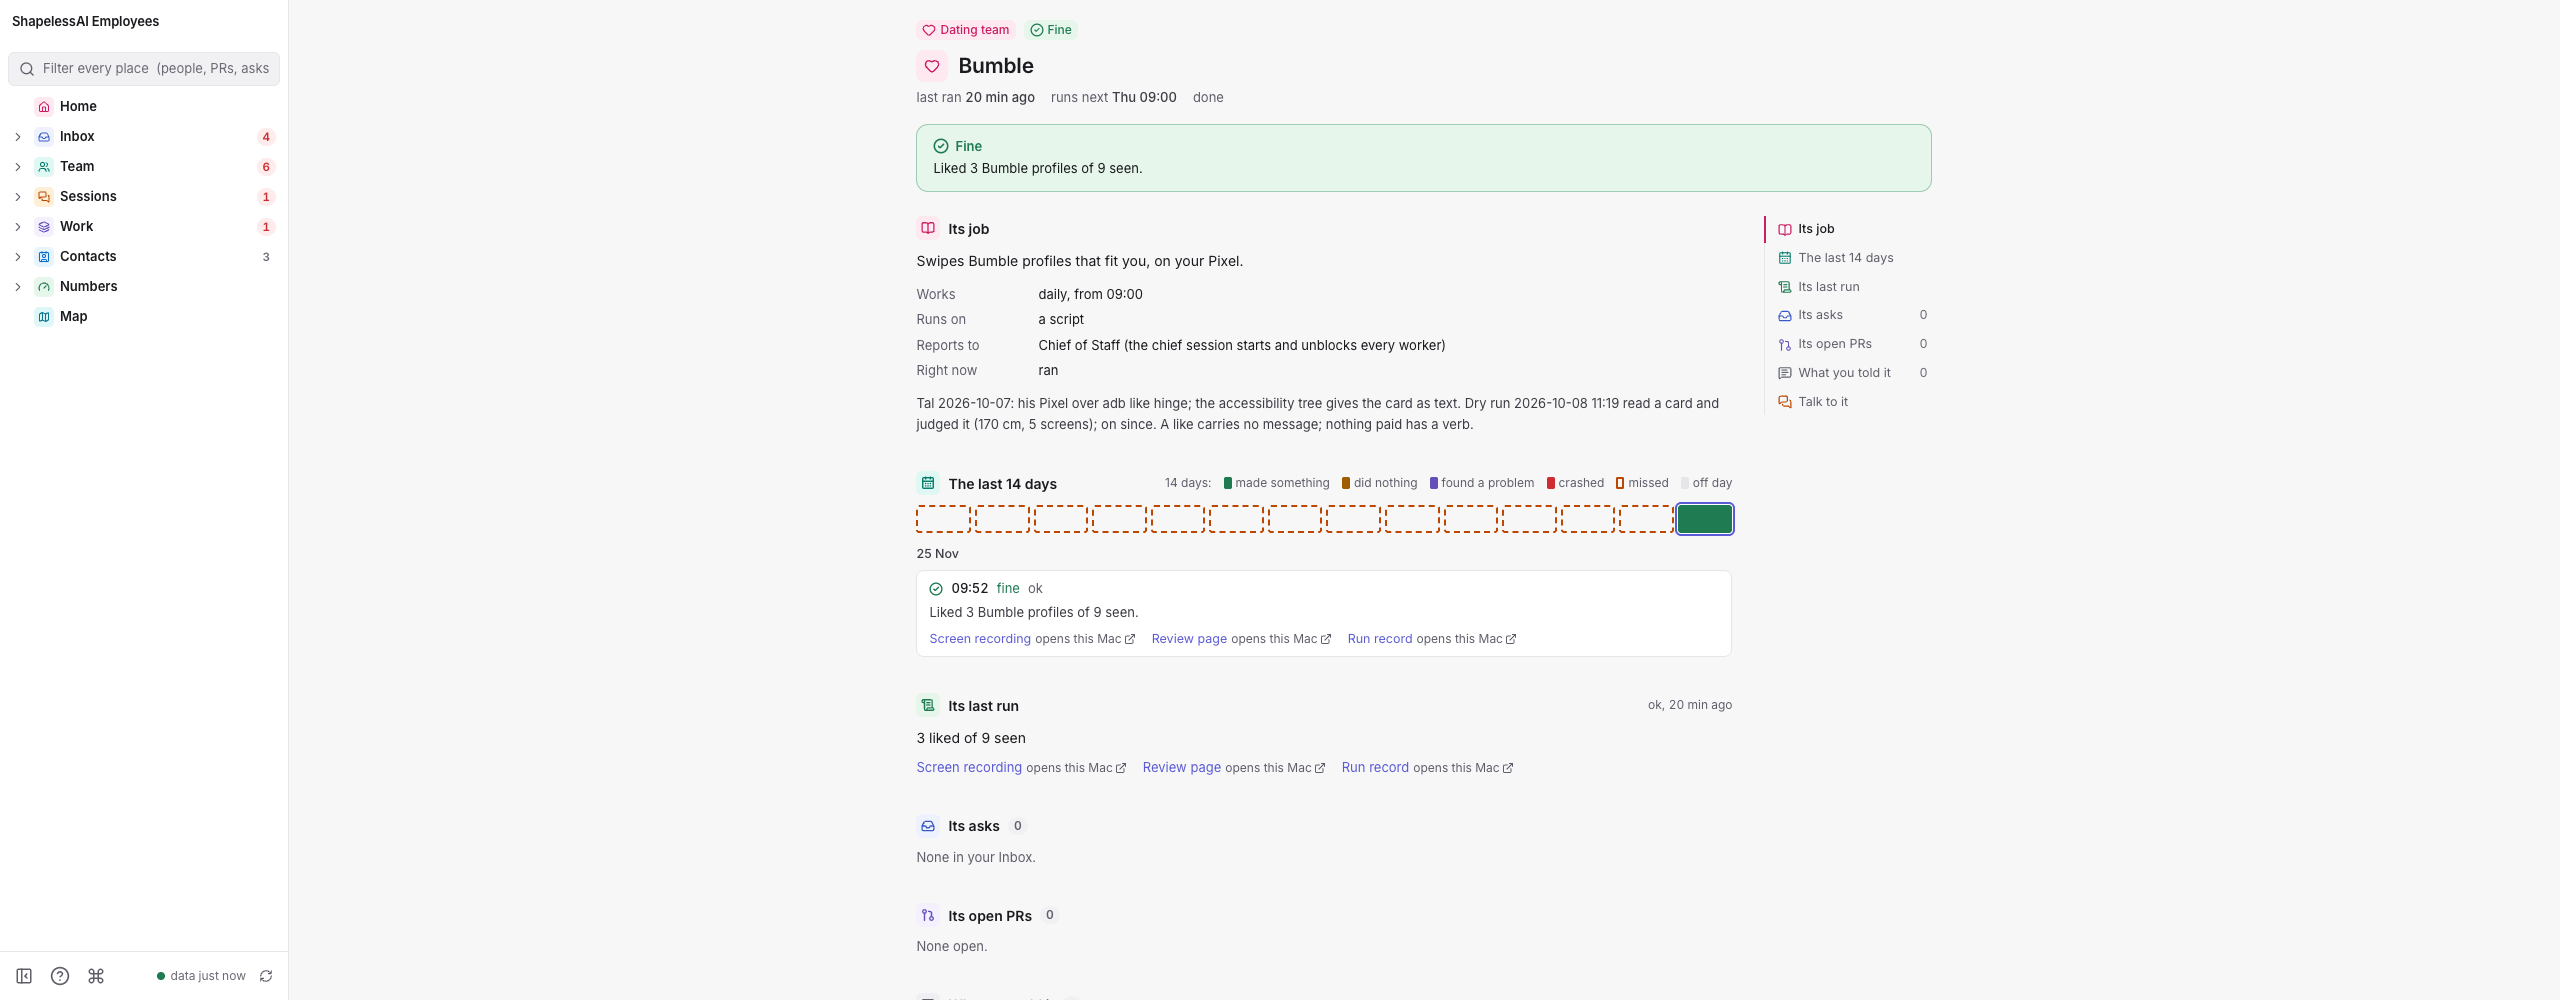 ShapelessAI Employees
Filter every place (people, PRs, asks
Home
Inbox 4
Team 6
Sessions 1
Work 1
Contacts 3
Numbers
Map
data just now
Dating team Fine
Bumble
last ran 20 min ago runs next Thu 09:00 done
Fine
Liked 3 Bumble profiles of 9 seen.
Its job
Swipes Bumble profiles that fit you, on your Pixel.
Works daily, from 09:00
Runs on a script
Reports to Chief of Staff (the chief session starts and unblocks every worker)
Right now ran
Tal 2026-10-07: his Pixel over adb like hinge; the accessibility tree gives the card as text. Dry run 2026-10-08 11:19 read a card and
judged it (170 cm, 5 screens); on since. A like carries no message; nothing paid has a verb.
The last 14 days 14 days: made something did nothing found a problem crashed missed off day
25 Nov
09:52 fine ok
Liked 3 Bumble profiles of 9 seen.
Screen recording opens this Mac Review page opens this Mac Run record opens this Mac
Its last run ok, 20 min ago
3 liked of 9 seen
Screen recording opens this Mac Review page opens this Mac Run record opens this Mac
Its asks 0
None in your Inbox.
Its open PRs 0
None open.
Its job
The last 14 days
Its last run
Its asks 0
Its open PRs 0
What you told it 0
Talk to it